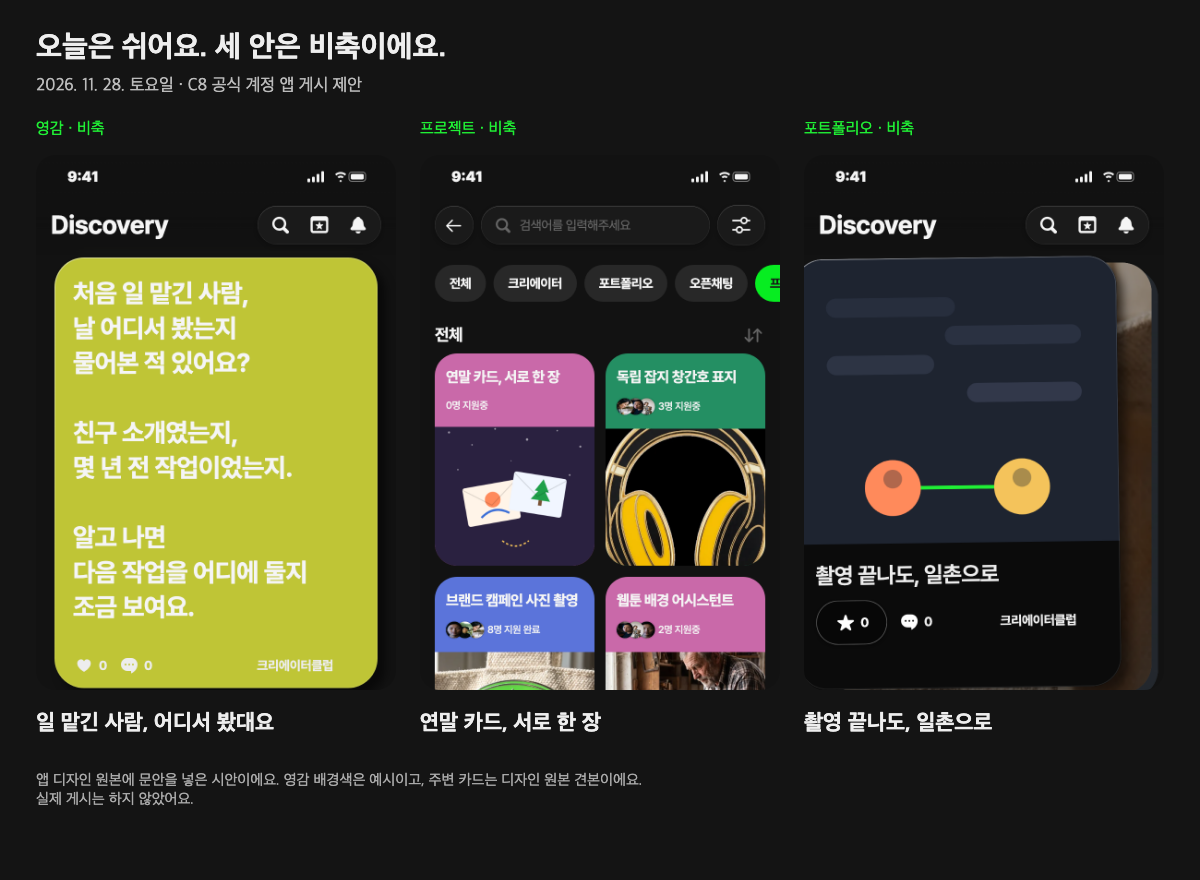 오늘은 쉬어요. 세 안은 비축이에요.
2026. 11. 28. 토요일 · C8 공식 계정 앱 게시 제안
영감 · 비축
9:41
Discovery
처음 일 맡긴 사람,
날 어디서 봤는지
물어본 적 있어요?
친구 소개였는지,
몇 년 전 작업이었는지.
알고 나면
다음 작업을 어디에 둘지
조금 보여요.
0 0 크리에이터클럽
일 맡긴 사람, 어디서 봤대요
프로젝트 · 비축
9:41
검색어를 입력해주세요
전체 크리에이터 포트폴리오 오픈채팅
전체
연말 카드, 서로 한 장
0명 지원중
독립 잡지 창간호 표지
3명 지원중
브랜드 캠페인 사진 촬영
8명 지원 완료
웹툰 배경 어시스턴트
2명 지원중
연말 카드, 서로 한 장
포트폴리오 · 비축
9:41
Discovery
촬영 끝나도, 일촌으로
0 0 크리에이터클럽
촬영 끝나도, 일촌으로
앱 디자인 원본에 문안을 넣은 시안이에요. 영감 배경색은 예시이고, 주변 카드는 디자인 원본 견본이에요.
실제 게시는 하지 않았어요.